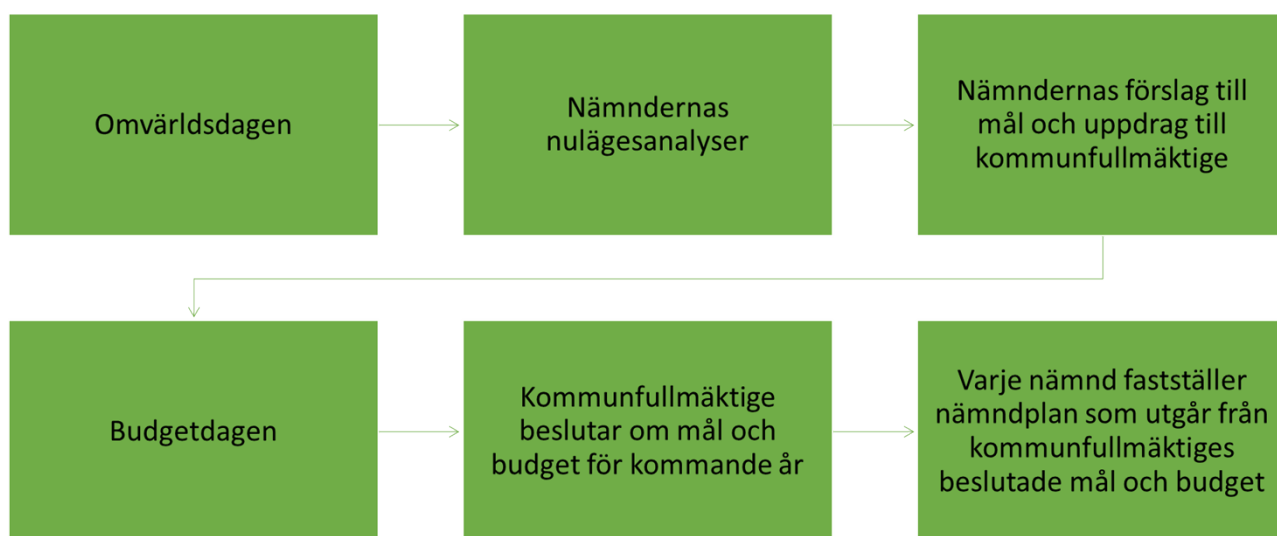 Omvärldsdagen
Nämndernas
nulägesanalyser
Nämndernas förslag till
mål och uppdrag till
kommunfullmäktige
Budgetdagen
Kommunfullmäktige
beslutar om mål och
budget för kommande år
Varje nämnd fastställer
nämndplan som utgår från
kommunfullmäktiges
beslutade mål och budget